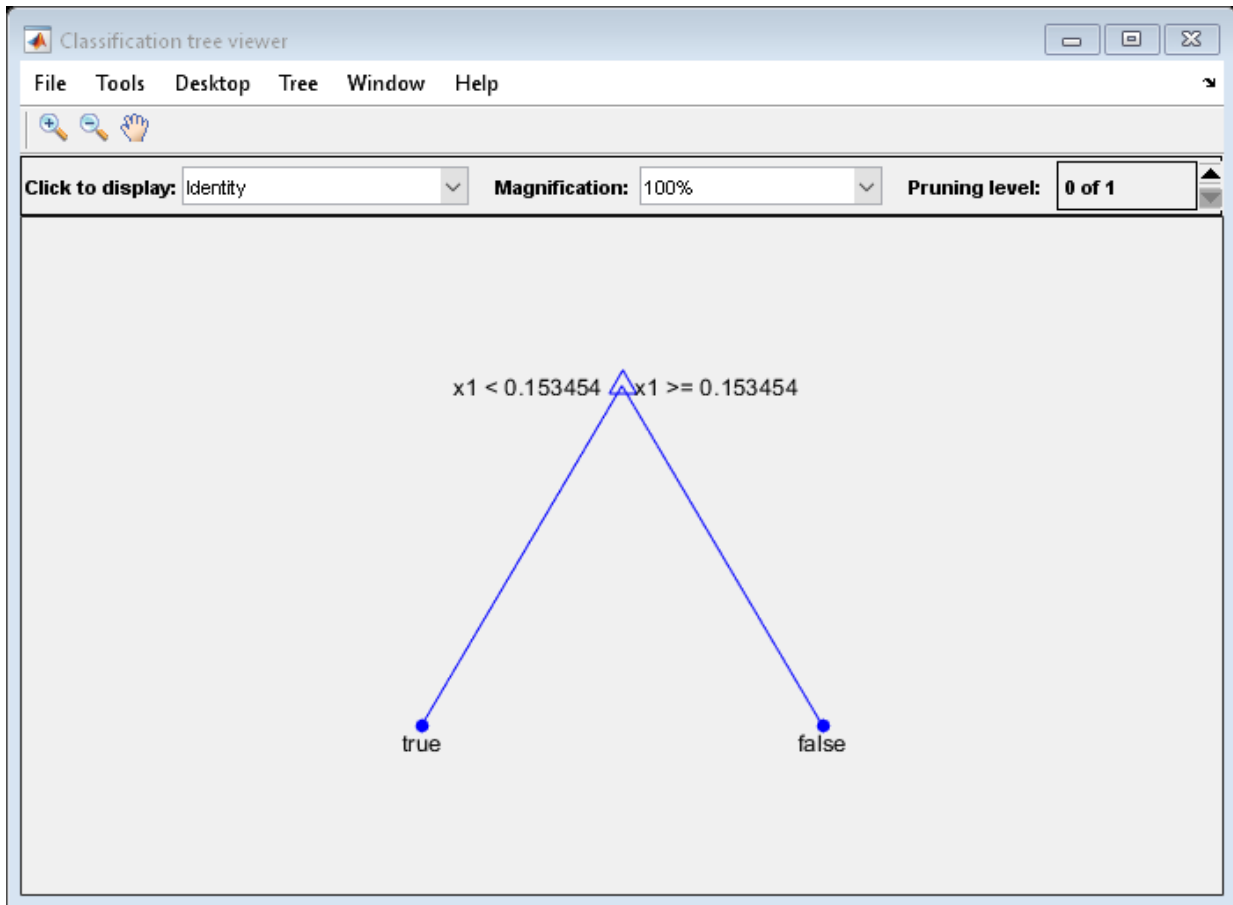 Classification tree viewer
File Tools Desktop Tree Window Help
Click to display: Identity Magnification: 100% Pruning level: 0 of 1
x1 < 0.153454 x1 >= 0.153454
true false